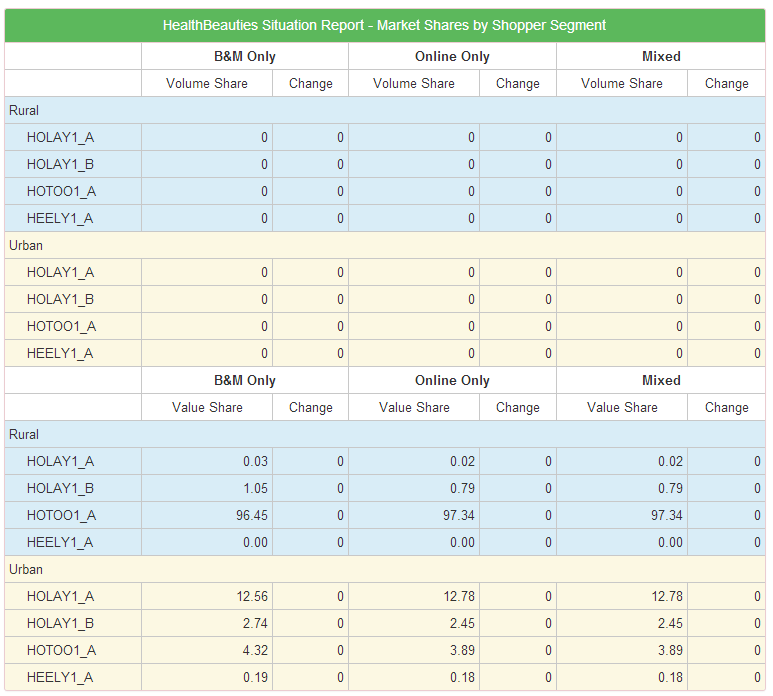 HealthBeauties Situation Report - Market Shares by Shopper Segment
B&M Only Online Only Mixed
Volume Share Change Volume Share Change Volume Share Change
Rural
HOLAY1_A 0 0 0 0 0 0
HOLAY1_B 0 0 0 0 0 0
HOTOO1_A 0 0 0 0 0 0
HEELY1_A 0 0 0 0 0 0
Urban
HOLAY1_A 0 0 0 0 0 0
HOLAY1_B 0 0 0 0 0 0
HOTOO1_A 0 0 0 0 0 0
HEELY1_A 0 0 0 0 0 0
B&M Only Online Only Mixed
Value Share Change Value Share Change Value Share Change
Rural
HOLAY1_A 0.03 0 0.02 0 0.02 0
HOLAY1_B 1.05 0 0.79 0 0.79 0
HOTOO1_A 96.45 0 97.34 0 97.34 0
HEELY1_A 0.00 0 0.00 0 0.00 0
Urban
HOLAY1_A 12.56 0 12.78 0 12.78 0
HOLAY1_B 2.74 0 2.45 0 2.45 0
HOTOO1_A 4.32 0 3.89 0 3.89 0
HEELY1_A 0.19 0 0.18 0 0.18 0